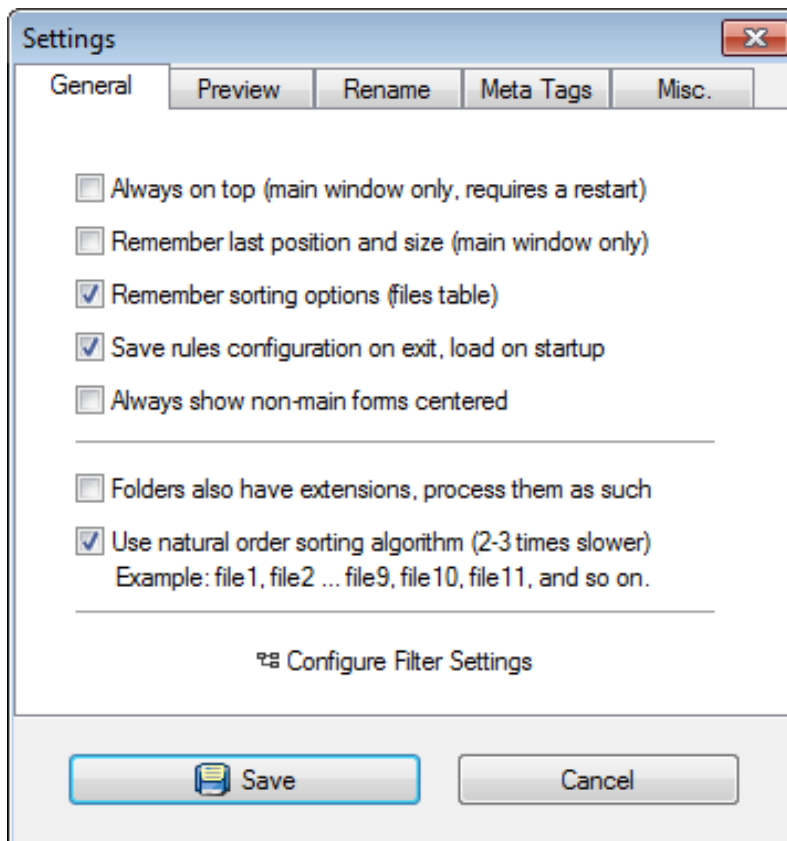 Settings
General Preview Rename Meta Tags Misc.
Always on top (main window only, requires a restart)
Remember last position and size (main window only)
Remember sorting options (files table)
Save rules configuration on exit, load on startup
Always show non-main forms centered
Folders also have extensions, process them as such
Use natural order sorting algorithm (2-3 times slower)
Example: file1, file2 ... file9, file10, file11, and so on.
Configure Filter Settings
Save Cancel